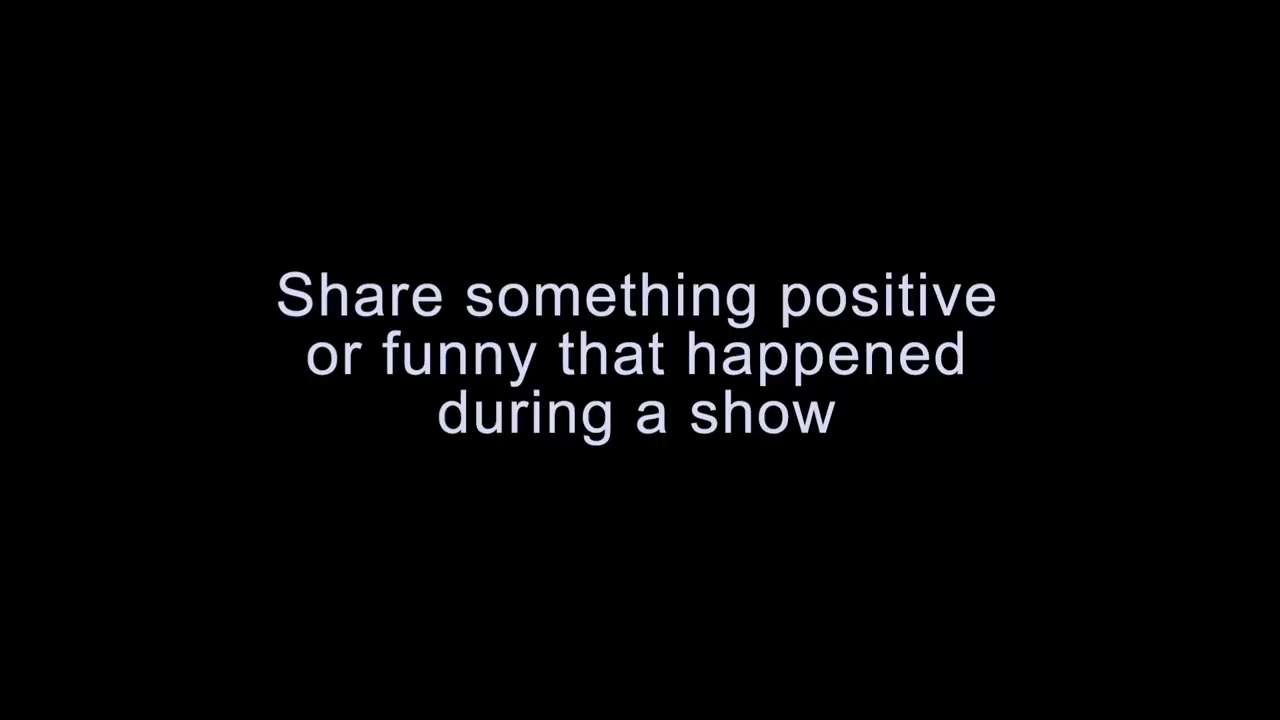 Share something positive
or funny that happened
during a show